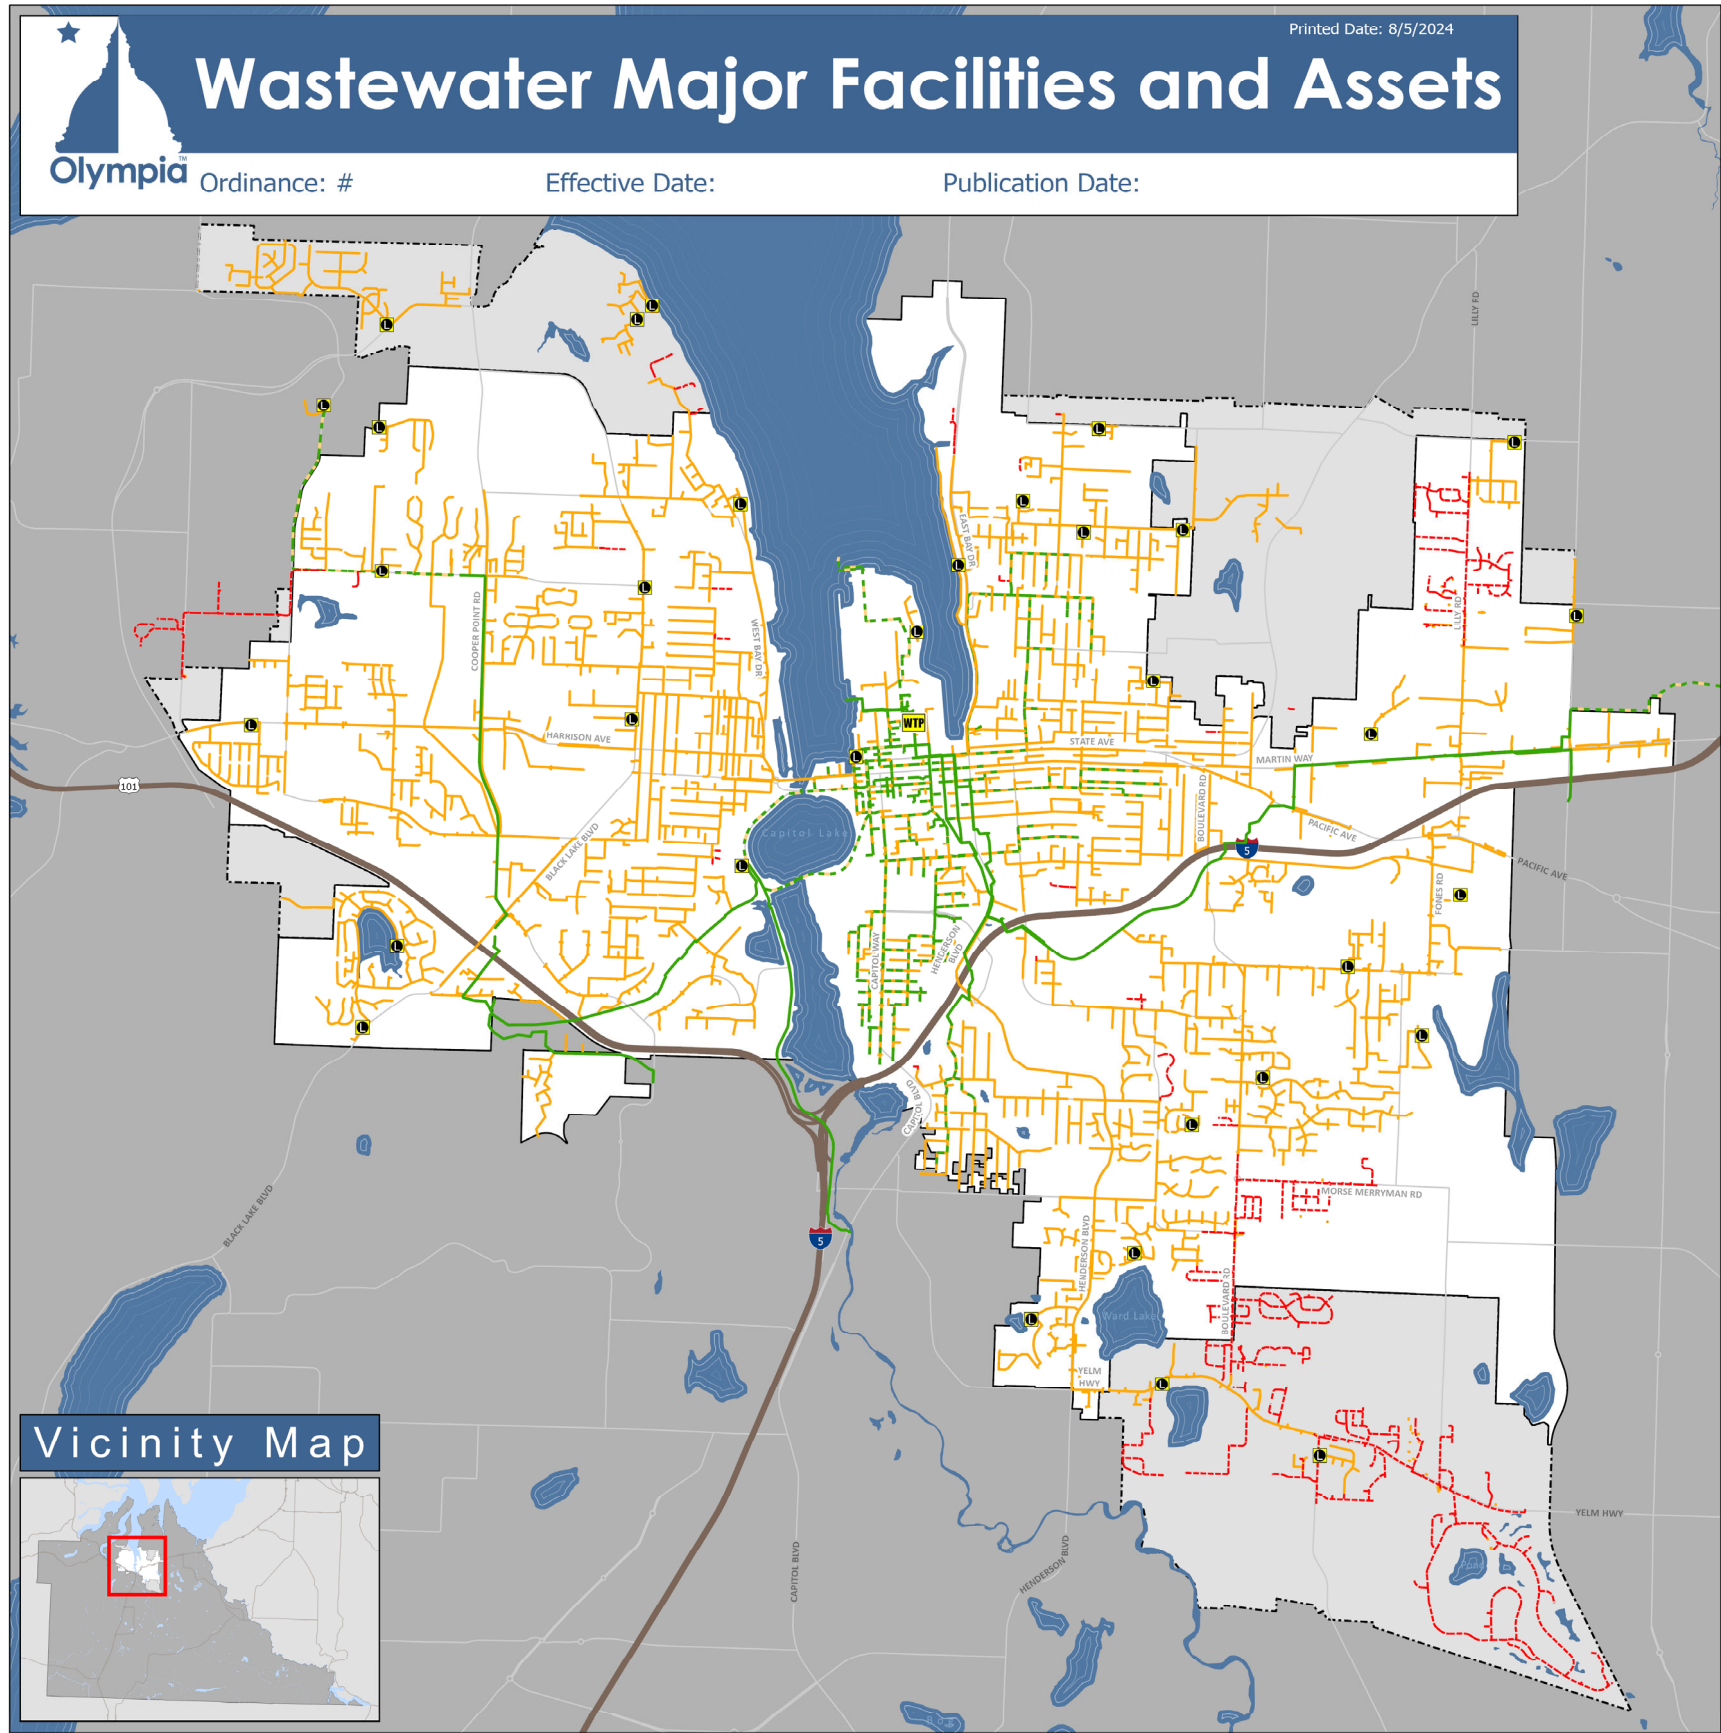 Printed Date: 8/5/2024
Wastewater Major Facilities and Assets
Olympia™
Ordinance: #
Effective Date:
Publication Date:
LILLY RD
L
L
L
L
L
L
L
L
L
EAST BAY DR
L
L
L
L
L
COOPER POINT RD
WEST BAY DR
LILLY RD
L
L
L
L
L
WTP
HARRISON AVE
STATE AVE
L
L
MARTIN WAY
101
BOULEVARD RD
Capitol Lake
PACIFIC AVE
BLACK LAKE BLVD
5
L
PACIFIC AVE
FONES RD
L
CAPITOL WAY
HENDERSON
BLVD
L
L
L
L
L
CAPITOL BLVD
L
MORSE MERRYMAN RD
BLACK LAKE BLVD
5
HENDERSON BLVD
L
BOULEVARD RD
Ward Lake
L
YELM
HWY
L
L
YELM HWY
Vicinity Map
CAPITOL BLVD
HENDERSON BLVD